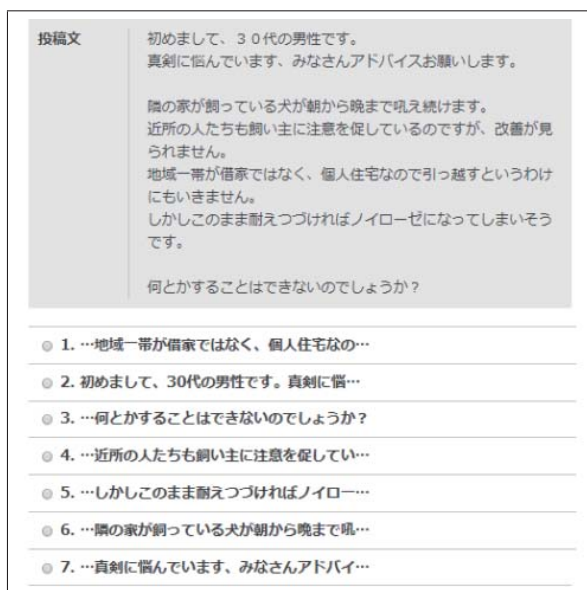 投稿文
初めまして、３０代の男性です。
真剣に悩んでいます、みなさんアドバイスお願いします。
隣の家が飼っている犬が朝から晩まで吠え続けます。
近所の人たちも飼い主に注意を促しているのですが、改善が見
られません。
地域一帯が借家ではなく、個人住宅なので引っ越すというわけ
にもいきません。
しかしこのまま耐えつづければノイローゼになってしまいそう
です。
何とかすることはできないのでしょうか？
1. …地域一帯が借家ではなく、個人住宅なの…
2. 初めまして、30代の男性です。真剣に悩…
3. …何とかすることはできないのでしょうか？
4. …近所の人たちも飼い主に注意を促してい…
5. …しかしこのまま耐えつづければノイロー…
6. …隣の家が飼っている犬が朝から晩まで吠…
7. …真剣に悩んでいます、みなさんアドバイ…